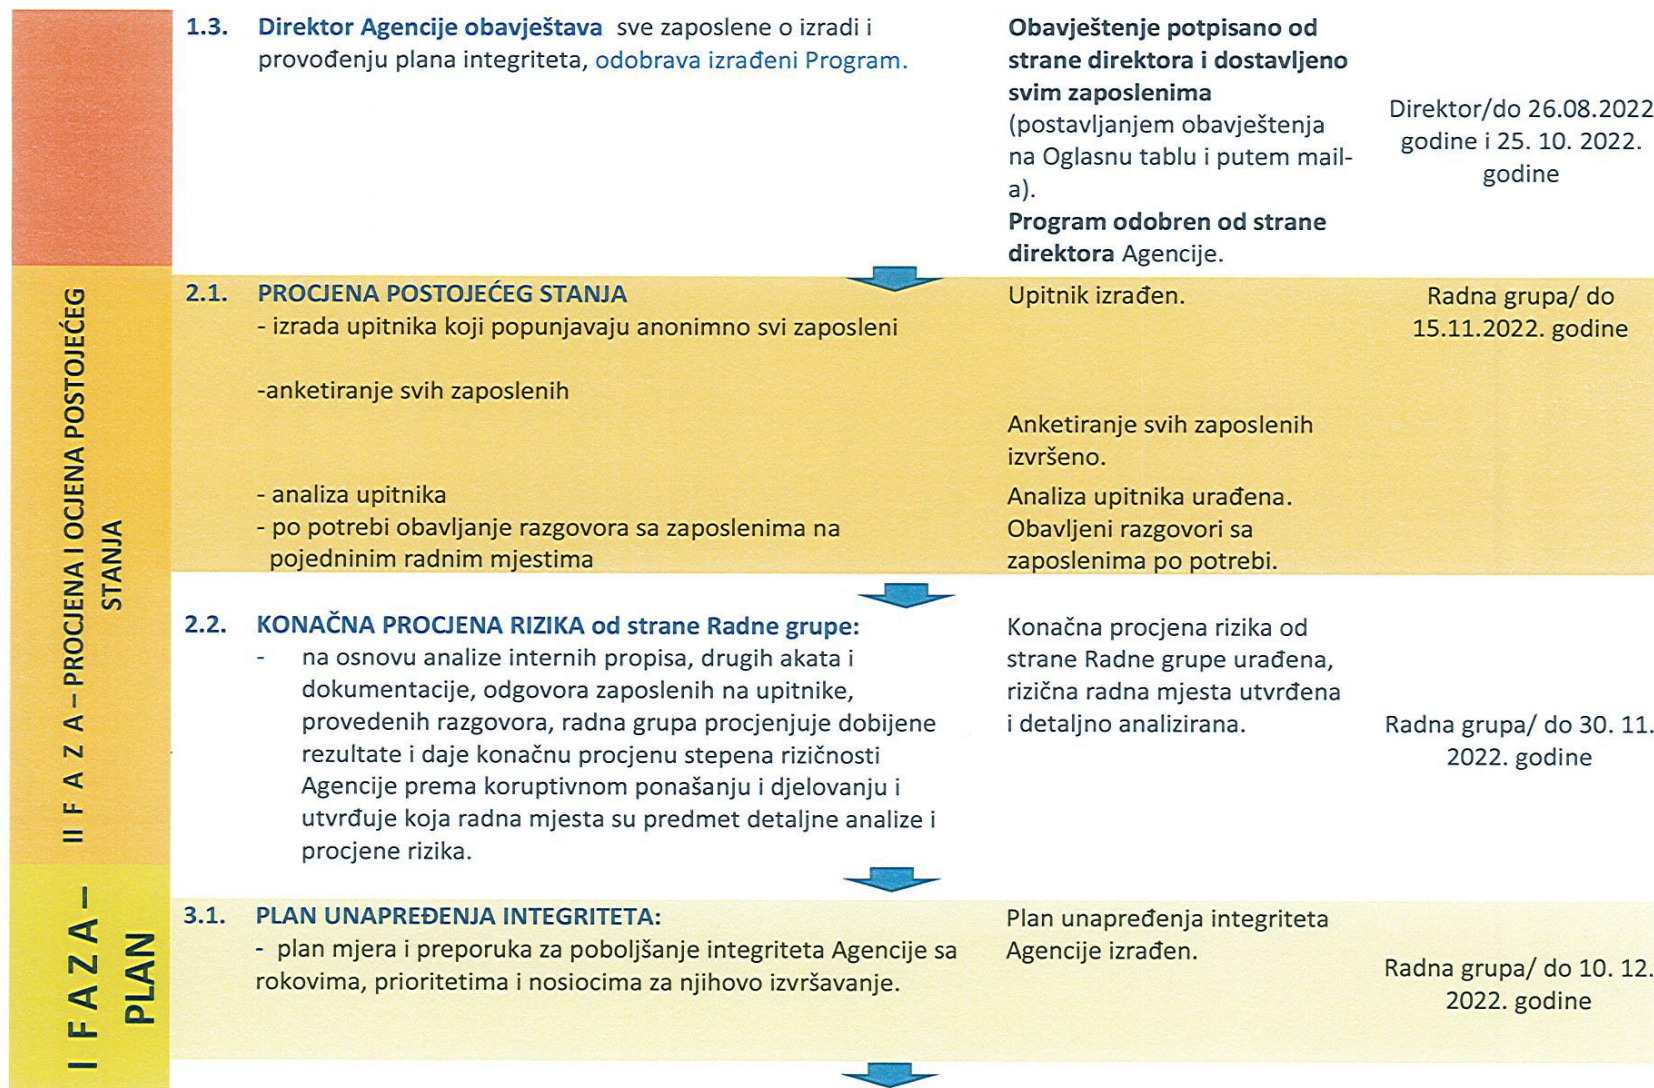 1.3. Direktor Agencije obavještava sve zaposlene o izradi i
provođenju plana integriteta, odobrava izrađeni Program.
Obavještenje potpisano od
strane direktora i dostavljeno
svim zaposlenima
(postavljanjem obavještenja
na Oglasnu tablu i putem mail-
a).
Program odobren od strane
direktora Agencije.
Direktor/do 26.08.2022
godine i 25. 10. 2022.
godine
II F A Z A – PROCJENA I OCJENA POSTOJEĆEG
STANJA
2.1. PROCJENA POSTOJEĆEG STANJA
- izrada upitnika koji popunjavaju anonimno svi zaposleni
-anketiranje svih zaposlenih
- analiza upitnika
- po potrebi obavljanje razgovora sa zaposlenima na
pojedninim radnim mjestima
Upitnik izrađen.
Anketiranje svih zaposlenih
izvršeno.
Analiza upitnika urađena.
Obavljeni razgovori sa
zaposlenima po potrebi.
Radna grupa/ do
15.11.2022. godine
2.2. KONAČNA PROCJENA RIZIKA od strane Radne grupe:
- na osnovu analize internih propisa, drugih akata i
dokumentacije, odgovora zaposlenih na upitnike,
provedenih razgovora, radna grupa procjenjuje dobijene
rezultate i daje konačnu procjenu stepena rizičnosti
Agencije prema koruptivnom ponašanju i djelovanju i
utvrđuje koja radna mjesta su predmet detaljne analize i
procjene rizika.
Konačna procjena rizika od
strane Radne grupe urađena,
rizična radna mjesta utvrđena
i detaljno analizirana.
Radna grupa/ do 30. 11.
2022. godine
I F A Z A –
PLAN
3.1. PLAN UNAPREĐENJA INTEGRITETA:
- plan mjera i preporuka za poboljšanje integriteta Agencije sa
rokovima, prioritetima i nosiocima za njihovo izvršavanje.
Plan unapređenja integriteta
Agencije izrađen.
Radna grupa/ do 10. 12.
2022. godine